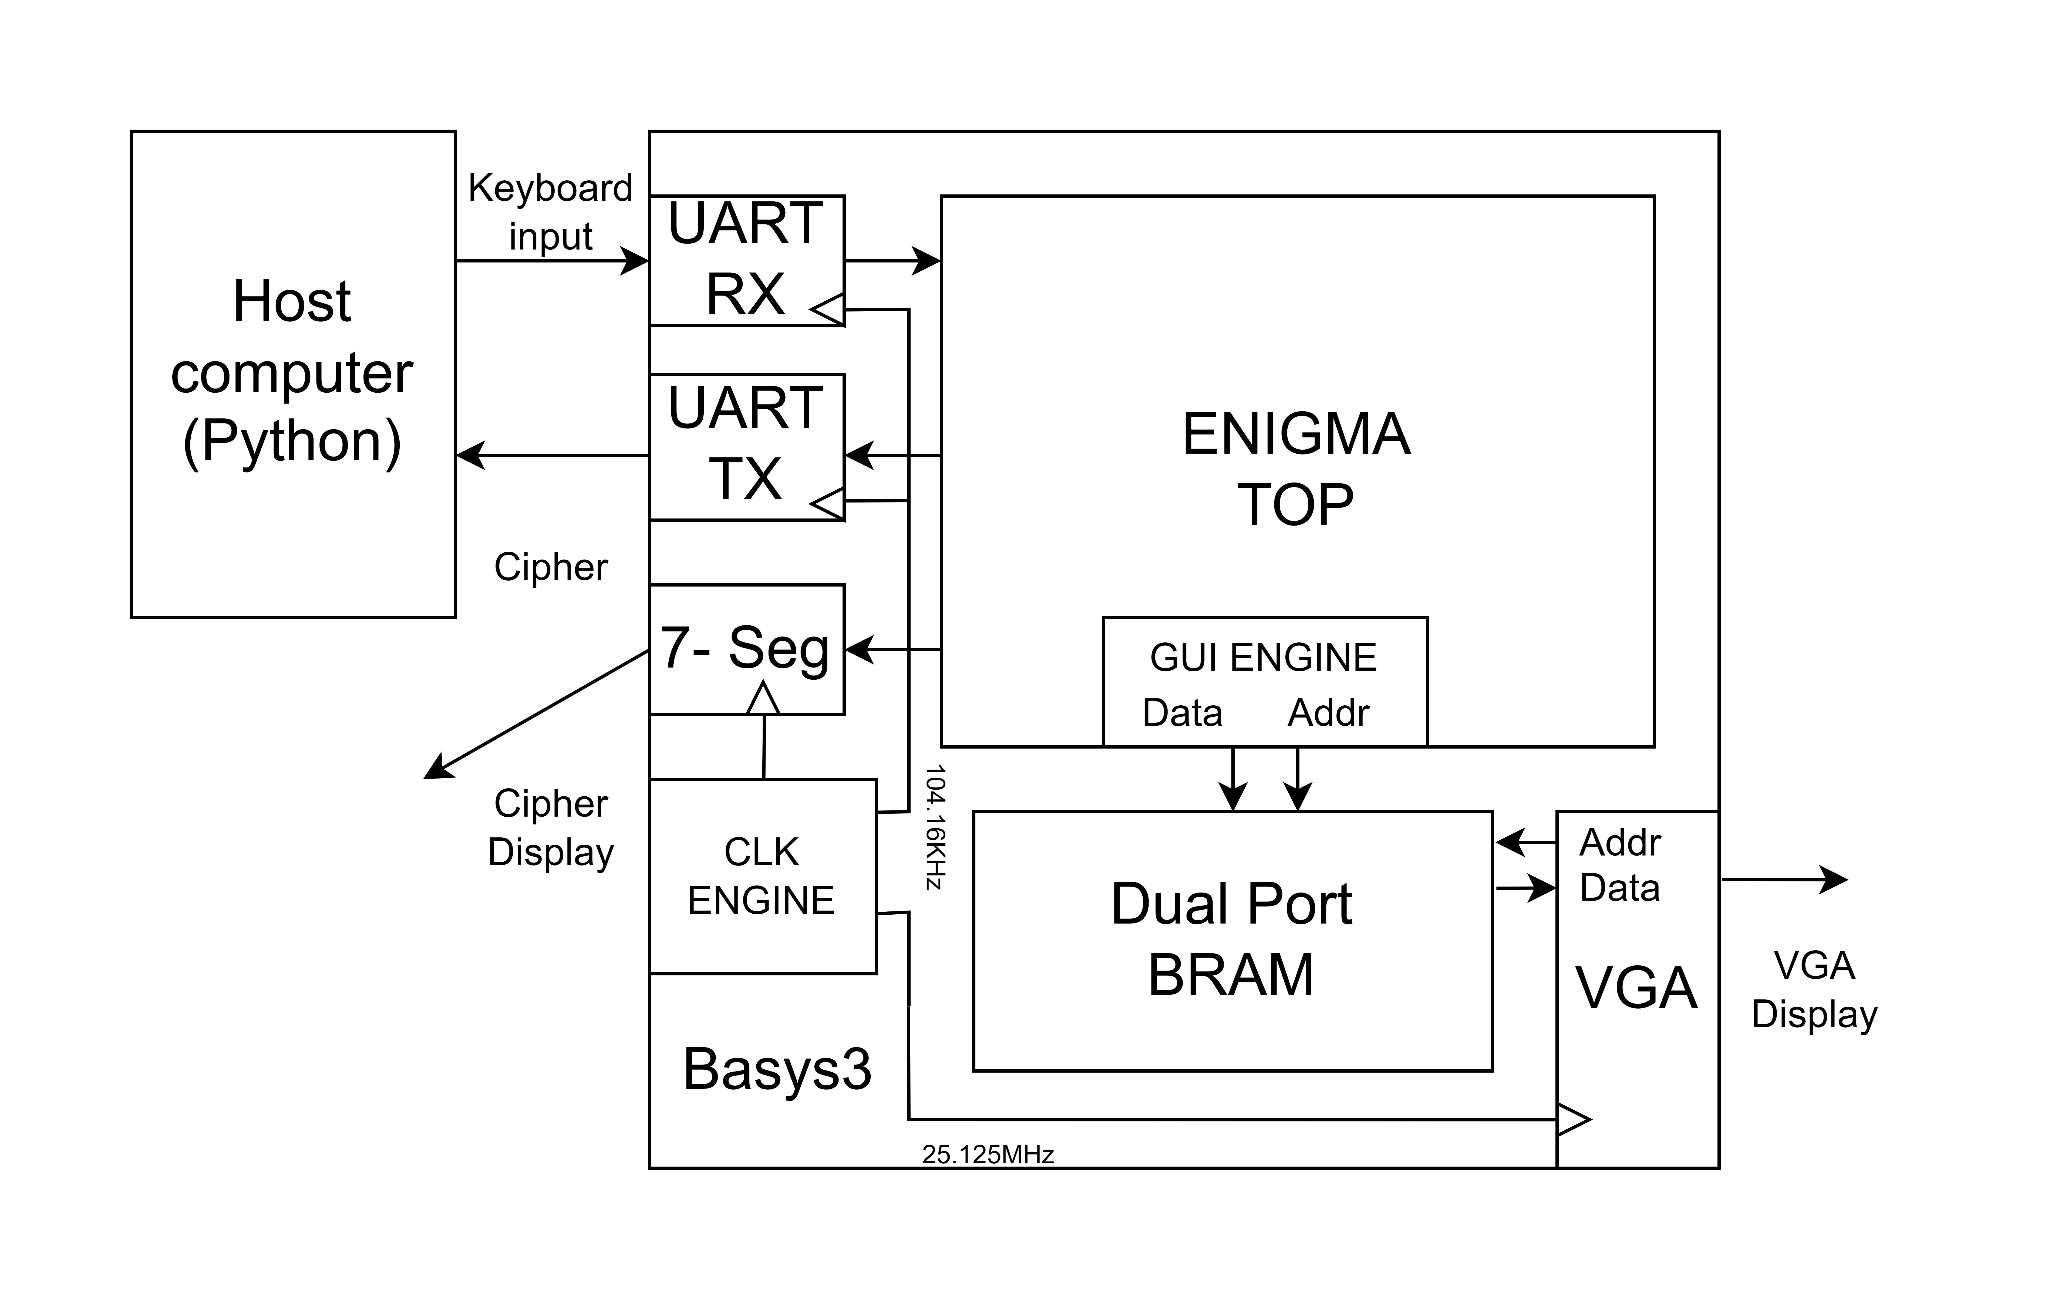 Host
computer
(Python)
Keyboard
input
UART
RX
UART
TX
Cipher
7- Seg
Cipher
Display
CLK
ENGINE
104.16KHz
Basys3
25.125MHz
ENIGMA
TOP
GUI ENGINE
Data Addr
Dual Port
BRAM
Addr
Data
VGA
VGA
Display